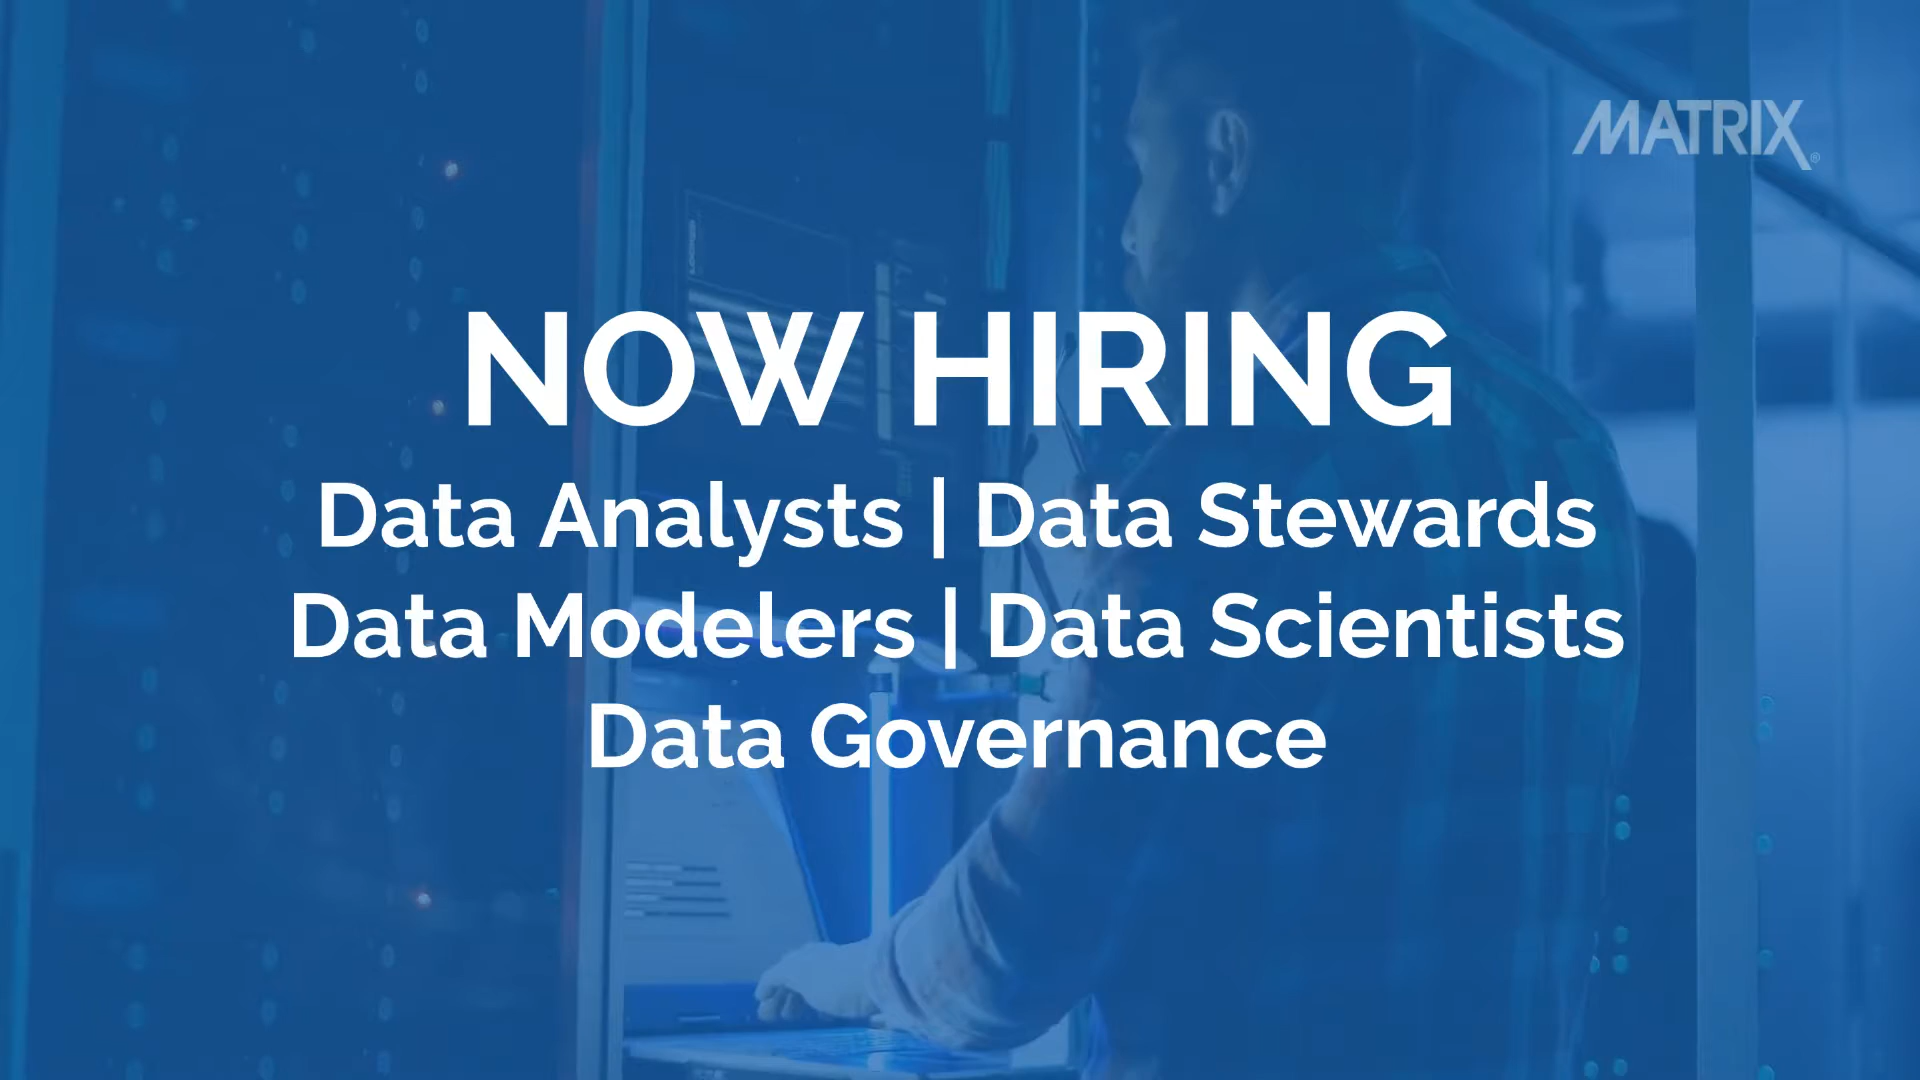 MATRIX®
NOW HIRING
Data Analysts | Data Stewards
Data Modelers | Data Scientists
Data Governance